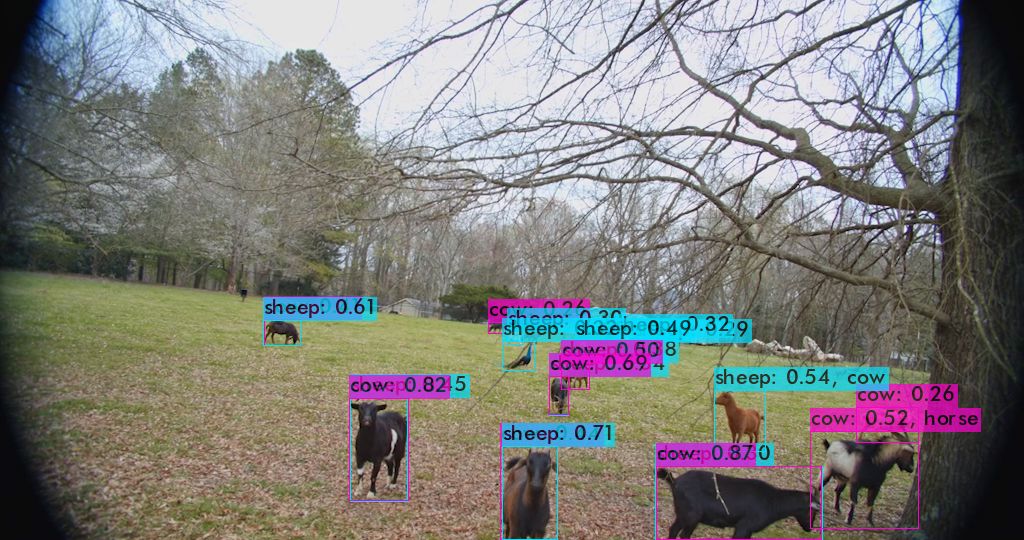 sheep: 0.61
cow: 0.26
sheep: 0.30
sheep: sheep: 0.49 0.32 29
cow: 0.50 8
cow: 0.69 4
cow: 0.82 5
sheep: 0.54, cow
cow: 0.26
cow: 0.52, horse
sheep: 0.71
cow: 0.87 0